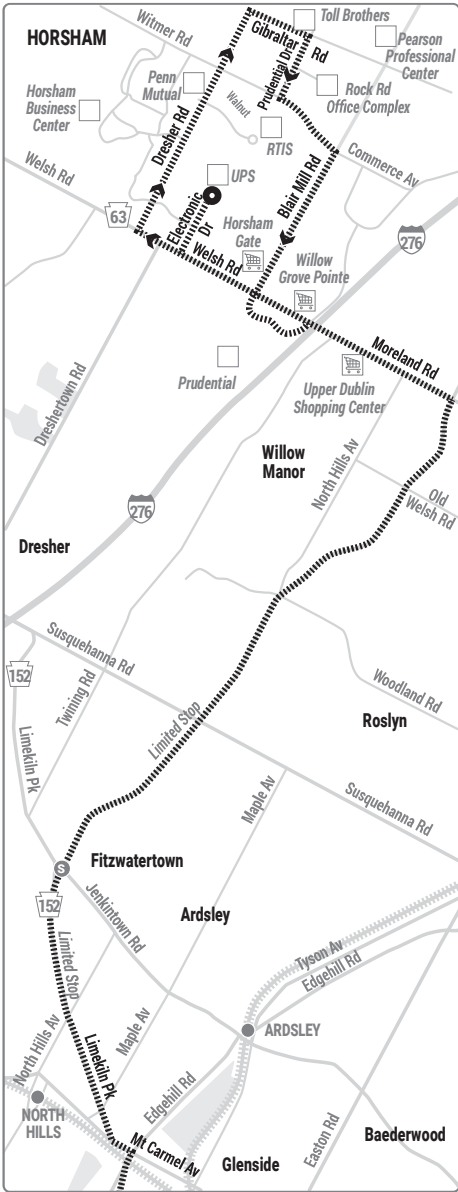 HORSHAM
Witmer Rd
Toll Brothers
Gibraltar
Rd
Prudential Dr
Pearson
Professional
Center
Penn
Mutual
Horsham
Business
Center
Dresher Rd
Walnut
Rock Rd
Office Complex
RTIS
Welsh Rd
Commerce Av
Blair Mill Rd
UPS
63
Electronic
Dr
Horsham
Gate
276
Welsh Rd
Willow
Grove Pointe
Moreland Rd
Prudential
Upper Dublin
Shopping Center
Dreshertown Rd
Willow
Manor
North Hills Av
Old
Welsh Rd
276
Dresher
Susquehanna Rd
152
Twining Rd
Woodland Rd
Limited Stop
Roslyn
Limekiln Pk
Maple Av
Susquehanna Rd
Fitzwatertown
S
152
Jenkintown Rd
Ardsley
Limited Stop
Tyson Av
Edgehill Rd
Maple Av
North Hills Av
ARDSLEY
Limekiln Pk
Edgehill Rd
NORTH
HILLS
Mt Carmel Av
Easton Rd
Baederwood
Glenside